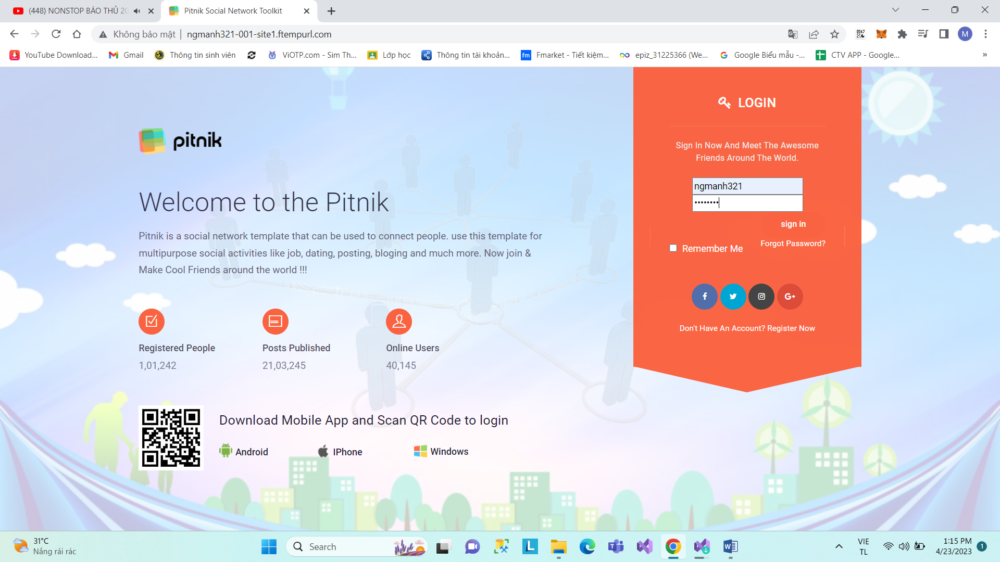 (448) NONSTOP BÁO THỦ 20
Pitnik Social Network Toolkit
Không bảo mật | ngmanh321-001-site1.ftempurl.com
M
YouTube Download...
Gmail
Thông tin sinh viên
ViOTP.com - Sim Th...
Lớp học
Thông tin tài khoản...
fm
Fmarket - Tiết kiệm...
epiz_31225366 (We...
Google Biểu mẫu -...
CTV APP - Google...
»
LOGIN
Sign In Now And Meet The Awesome
Friends Around The World.
ngmanh321
••••••••
sign in
Remember Me
Forgot Password?
Don't Have An Account? Register Now
pitnik
Welcome to the Pitnik
Pitnik is a social network template that can be used to connect people. use this template for
multipurpose social activities like job, dating, posting, bloging and much more. Now join &
Make Cool Friends around the world !!!
Registered People
1,01,242
Posts Published
21,03,245
Online Users
40,145
Download Mobile App and Scan QR Code to login
Android
IPhone
Windows
31°C
Nắng rải rác
Search
VIE
TL
1:15 PM
4/23/2023
1